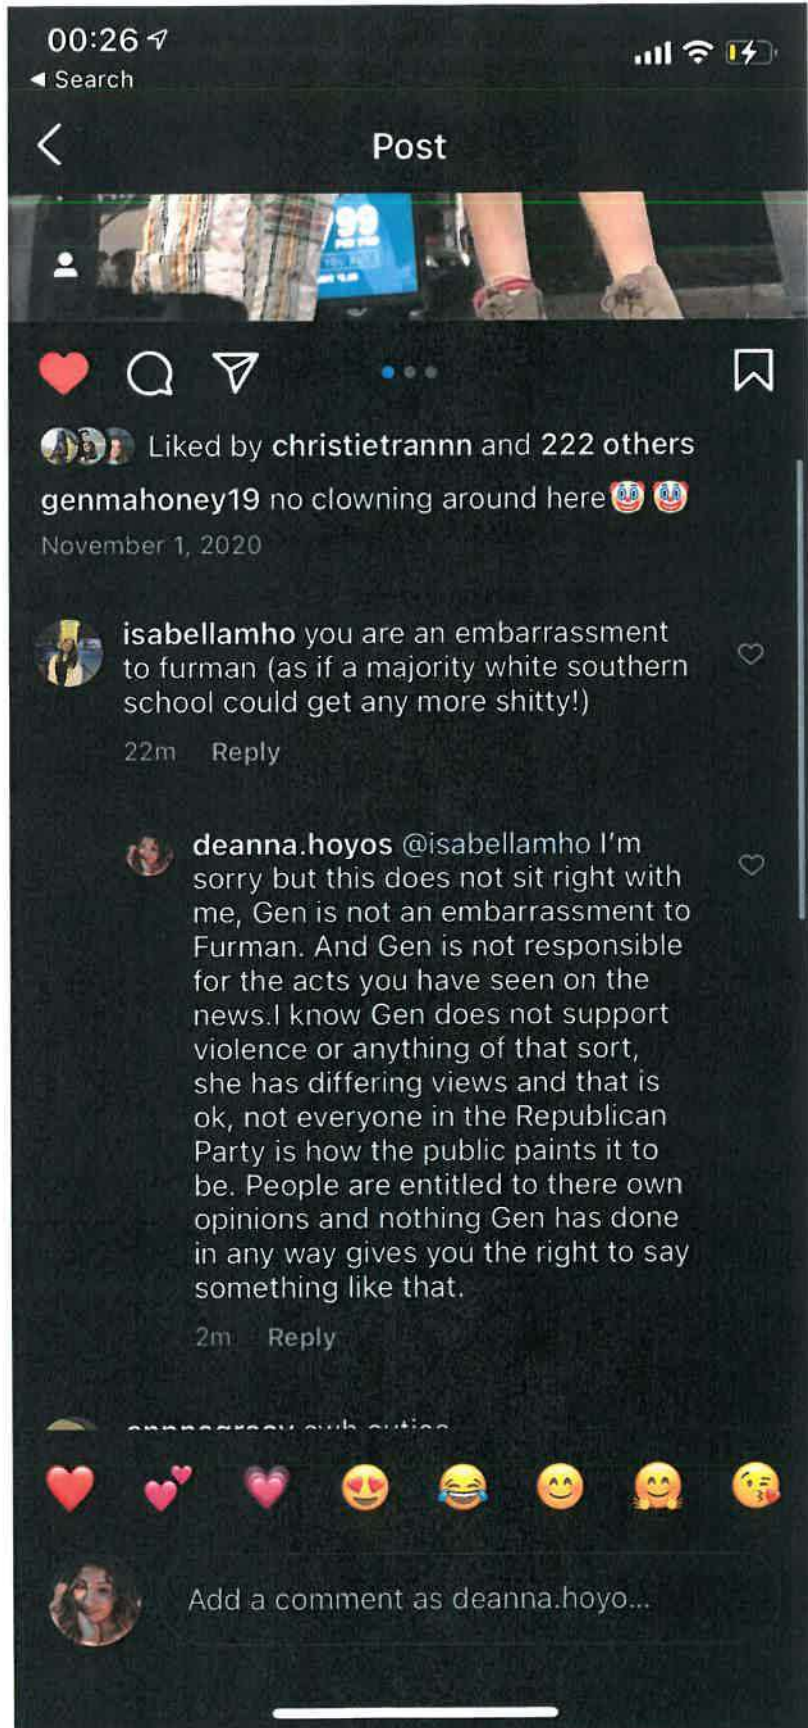 00:26
◄ Search
Post
99
Liked by christietrannn and 222 others
genmahoney19 no clowning around here🤡 🤡
November 1, 2020
isabellamho you are an embarrassment
to furman (as if a majority white southern
school could get any more shitty!)
22m Reply
deanna.hoyos @isabellamho I'm
sorry but this does not sit right with
me, Gen is not an embarrassment to
Furman. And Gen is not responsible
for the acts you have seen on the
news.I know Gen does not support
violence or anything of that sort,
she has differing views and that is
ok, not everyone in the Republican
Party is how the public paints it to
be. People are entitled to there own
opinions and nothing Gen has done
in any way gives you the right to say
something like that.
2m Reply
Add a comment as deanna.hoyo...